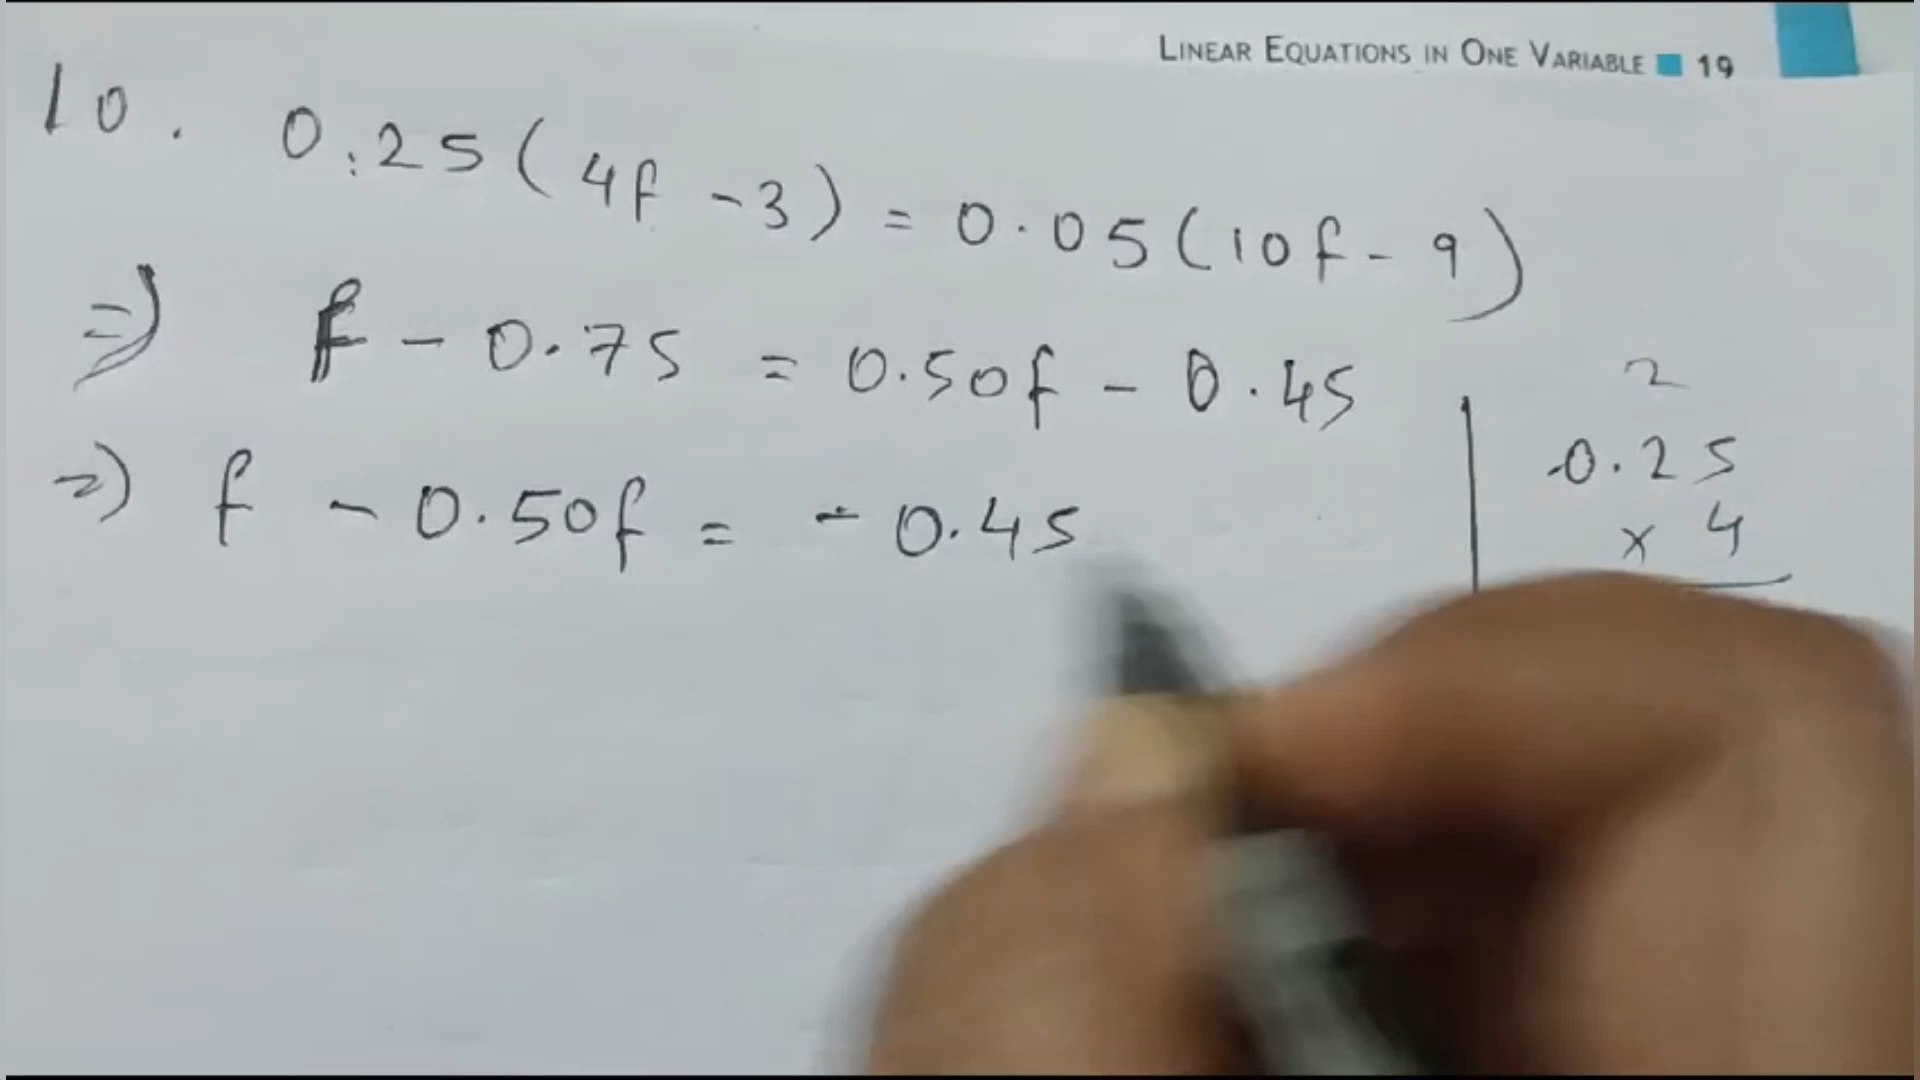 LINEAR EQUATIONS IN ONE VARIABLE ■ 19
10. 0.25(4f - 3) = 0.05(10f - 9)
=) f - 0.75 = 0.50f - 0.45
=) f - 0.50f = - 0.45
2
0.25
x 4